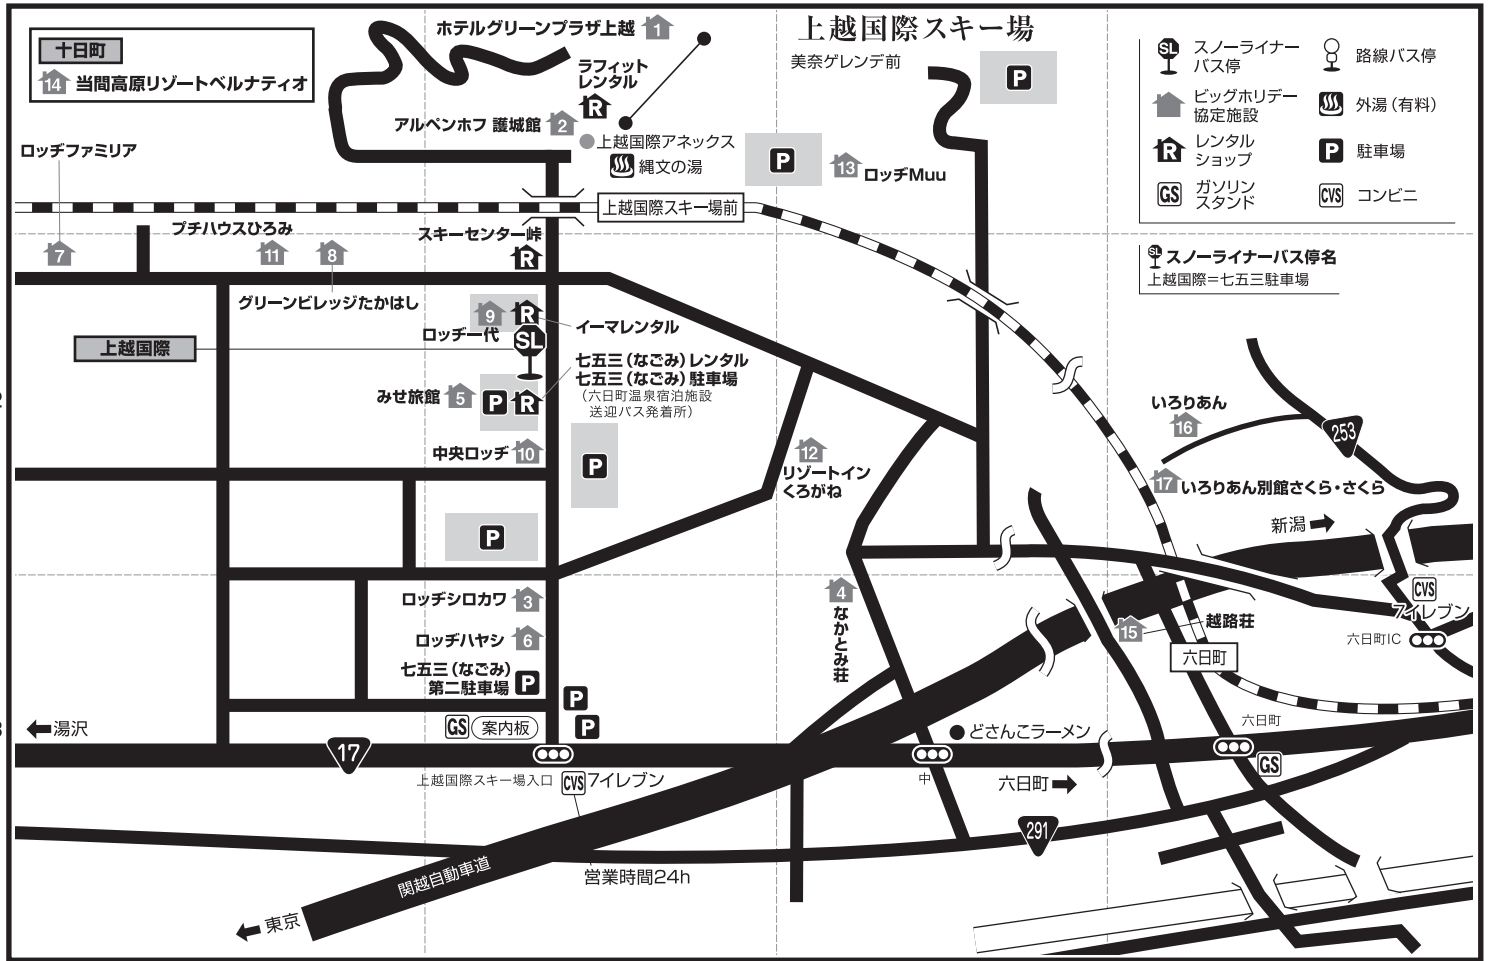 十日町
14 当間高原リゾートベルナティオ
ホテルグリーンプラザ上越 1
上越国際スキー場
美奈ゲレンデ前
P
ラフィット
レンタル
R
アルペンホフ 護城館 2
上越国際アネックス
縄文の湯
P
13 ロッヂMuu
SL スノーライナー
バス停
路線バス停
ビッグホリデー
協定施設
外湯（有料）
R レンタル
ショップ
P 駐車場
GS ガソリン
スタンド
CVS コンビニ
SL スノーライナーバス停名
上越国際＝七五三駐車場
ロッヂファミリア
7
プチハウスひろみ
11
8
グリーンビレッジたかはし
上越国際スキー場前
スキーセンター峠
R
9
R
ロッヂ一代
SL
イーマレンタル
上越国際
七五三（なごみ）レンタル
七五三（なごみ）駐車場
（六日町温泉宿泊施設
送迎バス発着所）
みせ旅館 5
P
R
中央ロッヂ 10
P
12
リゾートイン
くろがね
P
いろりあん
16
253
17 いろりあん別館さくら・さくら
新潟
ロッヂシロカワ 3
ロッヂハヤシ 6
七五三（なごみ）
第二駐車場 P
P
P
4
なかとみ荘
15
越路荘
六日町
CVS
7イレブン
六日町IC
湯沢
17
GS 案内板
上越国際スキー場入口
CVS 7イレブン
どさんこラーメン
中
六日町
六日町
GS
291
営業時間24h
関越自動車道
東京
2
3